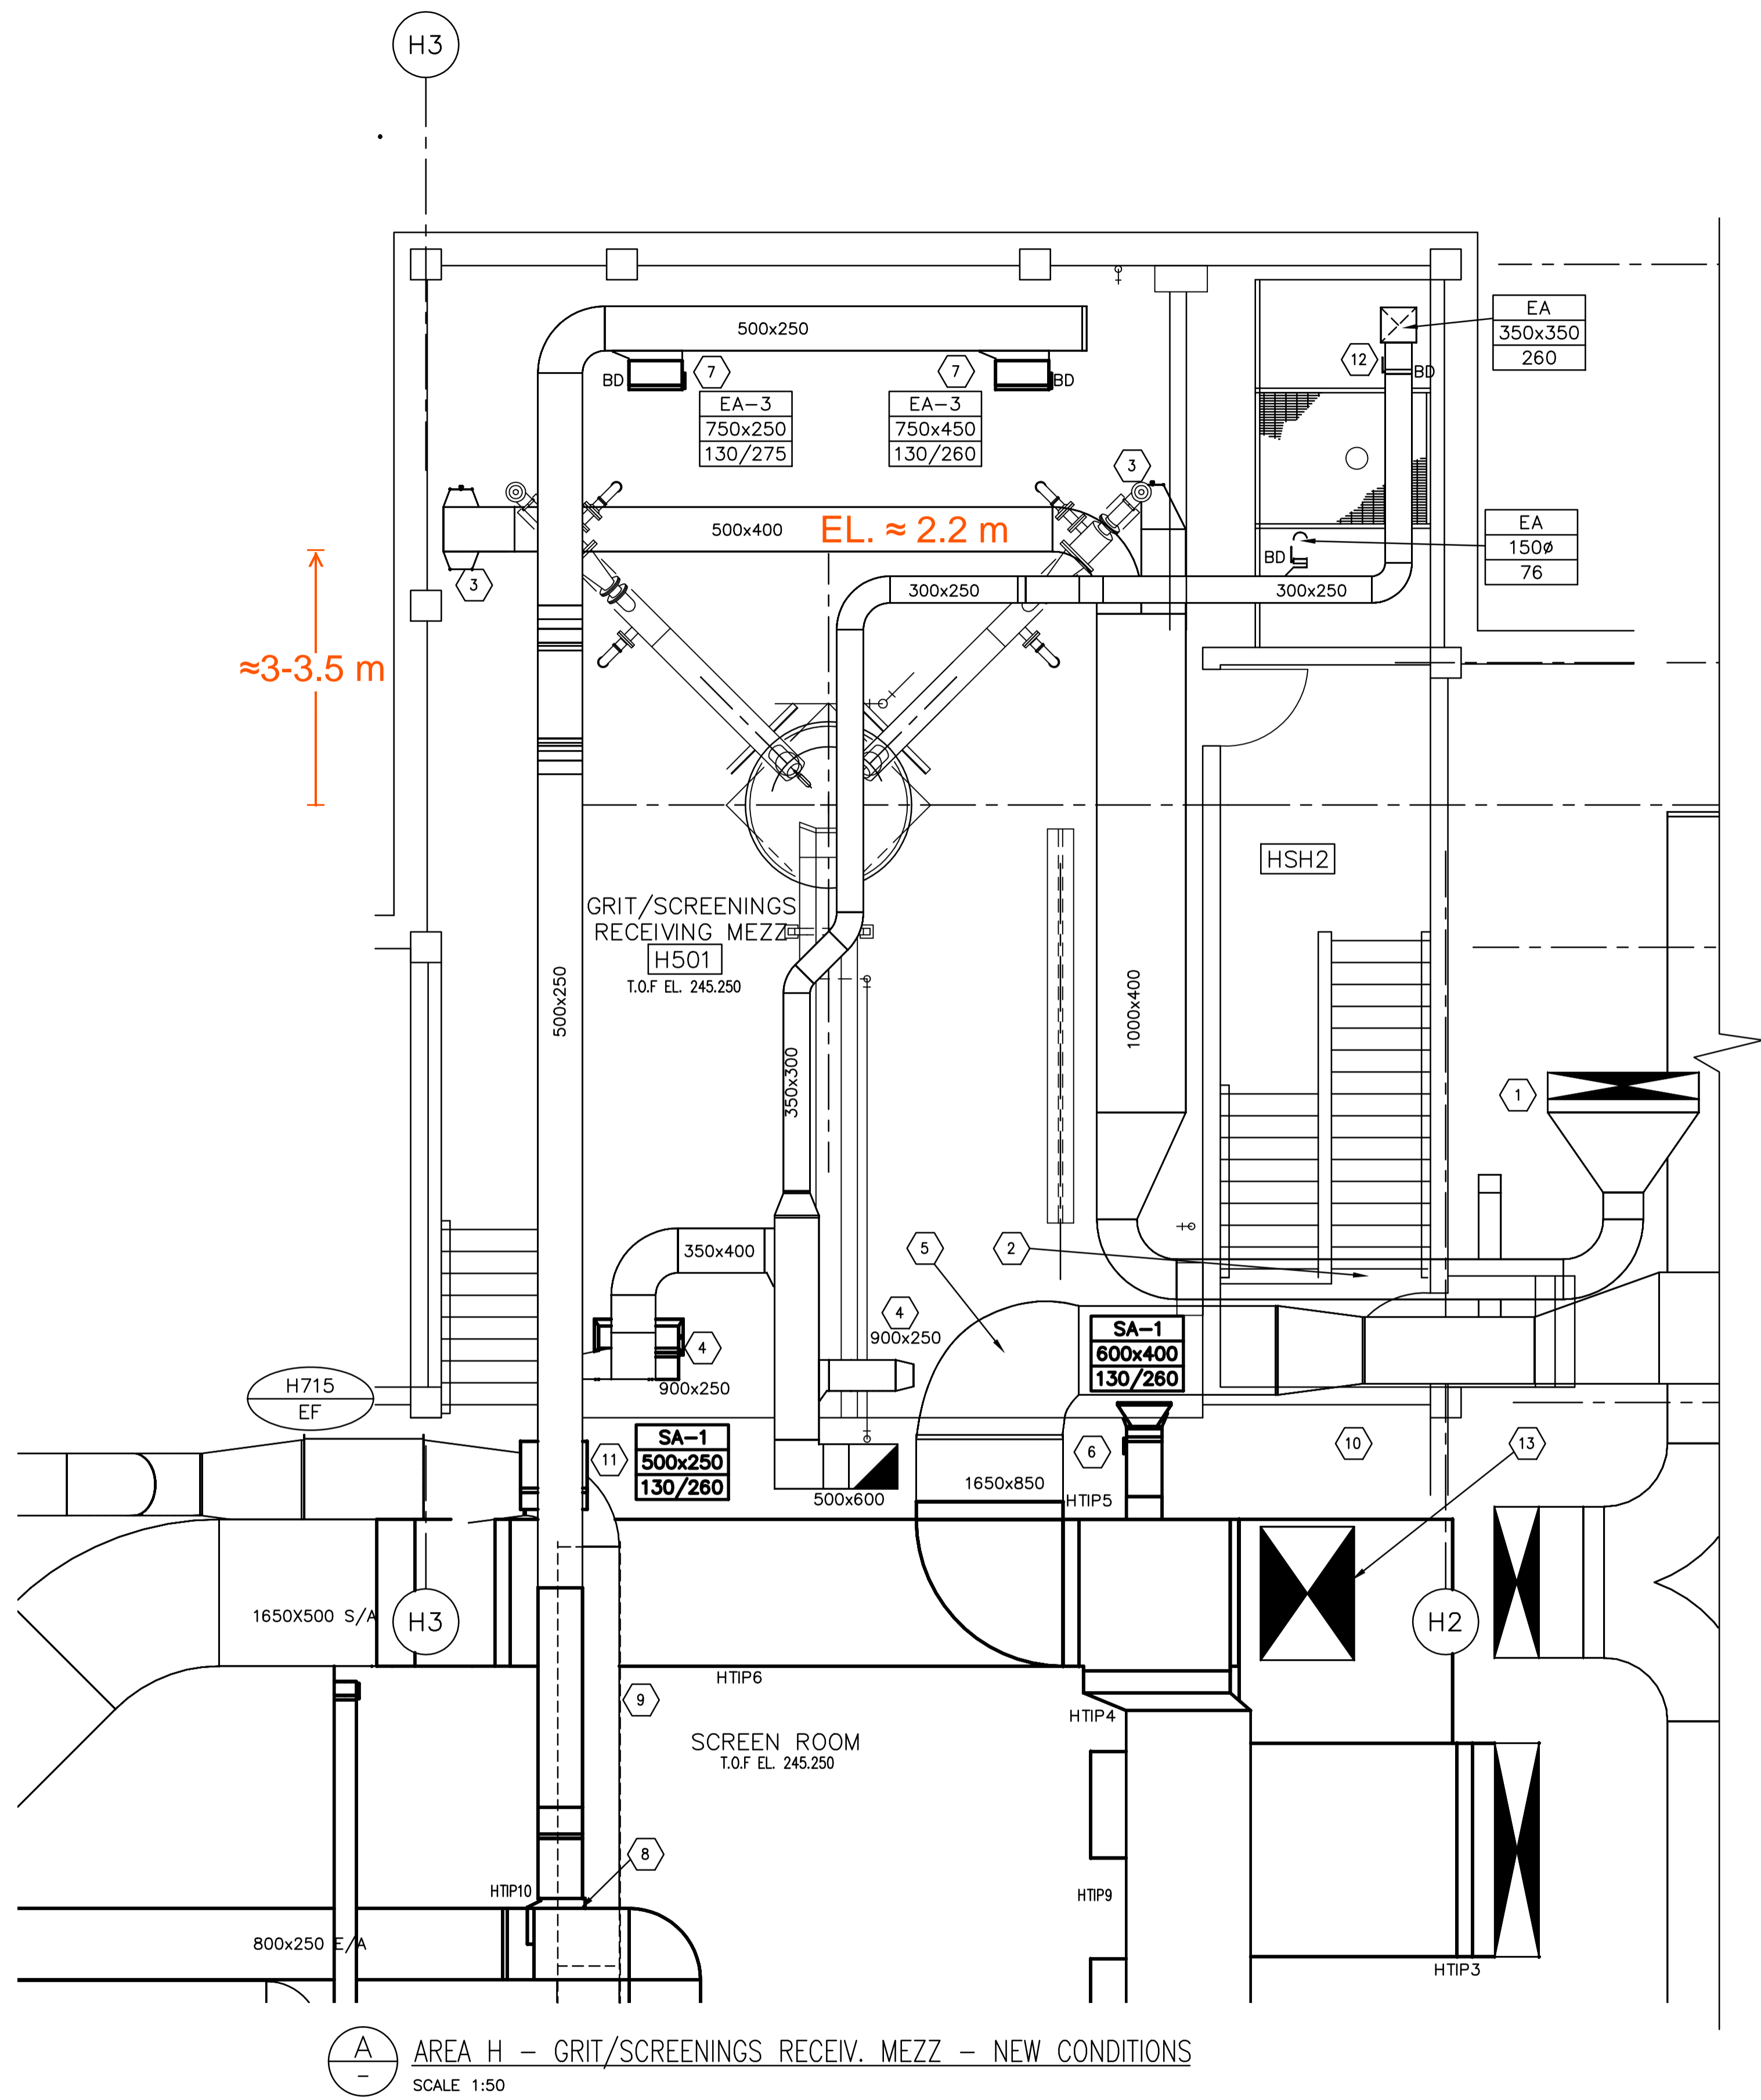 H3
500x250
EA
350x350
260
12
BD
BD
7
7
BD
EA-3
750x250
130/275
EA-3
750x450
130/260
3
500x400
EL. ≈ 2.2 m
EA
150ø
76
BD
3
300x250
300x250
≈3-3.5 m
HSH2
GRIT/SCREENINGS
RECEIVING MEZZ
H501
T.O.F EL. 245.250
500x250
1000x400
350x300
1
350x400
5
2
4
900x250
4
900x250
SA-1
600x400
130/260
H715
EF
11
SA-1
500x250
130/260
6
10
13
500x600
1650x850
HTIP5
1650X500 S/A
H3
H2
HTIP6
9
HTIP4
SCREEN ROOM
T.O.F EL. 245.250
8
HTIP10
HTIP9
800x250 E/A
HTIP3
A
-
AREA H - GRIT/SCREENINGS RECEIV. MEZZ - NEW CONDITIONS
SCALE 1:50